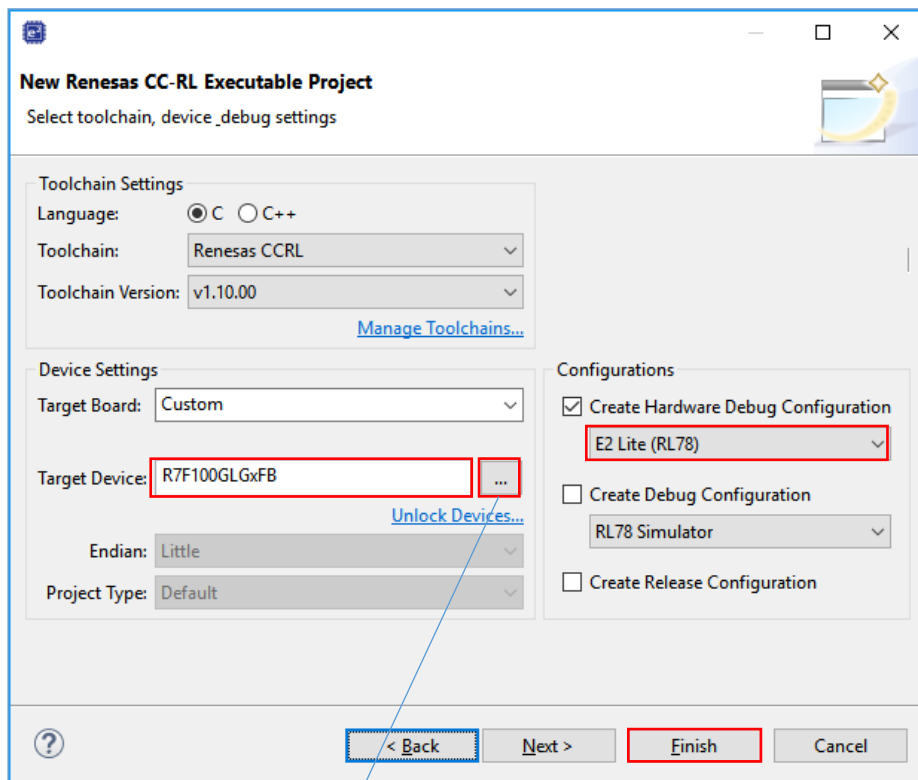 New Renesas CC-RL Executable Project
Select toolchain, device _debug settings
Toolchain Settings
Language: C C++
Toolchain: Renesas CCRL
Toolchain Version: v1.10.00
Manage Toolchains...
Device Settings
Target Board: Custom
Target Device: R7F100GLGxFB ...
Unlock Devices...
Endian: Little
Project Type: Default
Configurations
Create Hardware Debug Configuration
E2 Lite (RL78)
Create Debug Configuration
RL78 Simulator
Create Release Configuration
? < Back Next > Finish Cancel